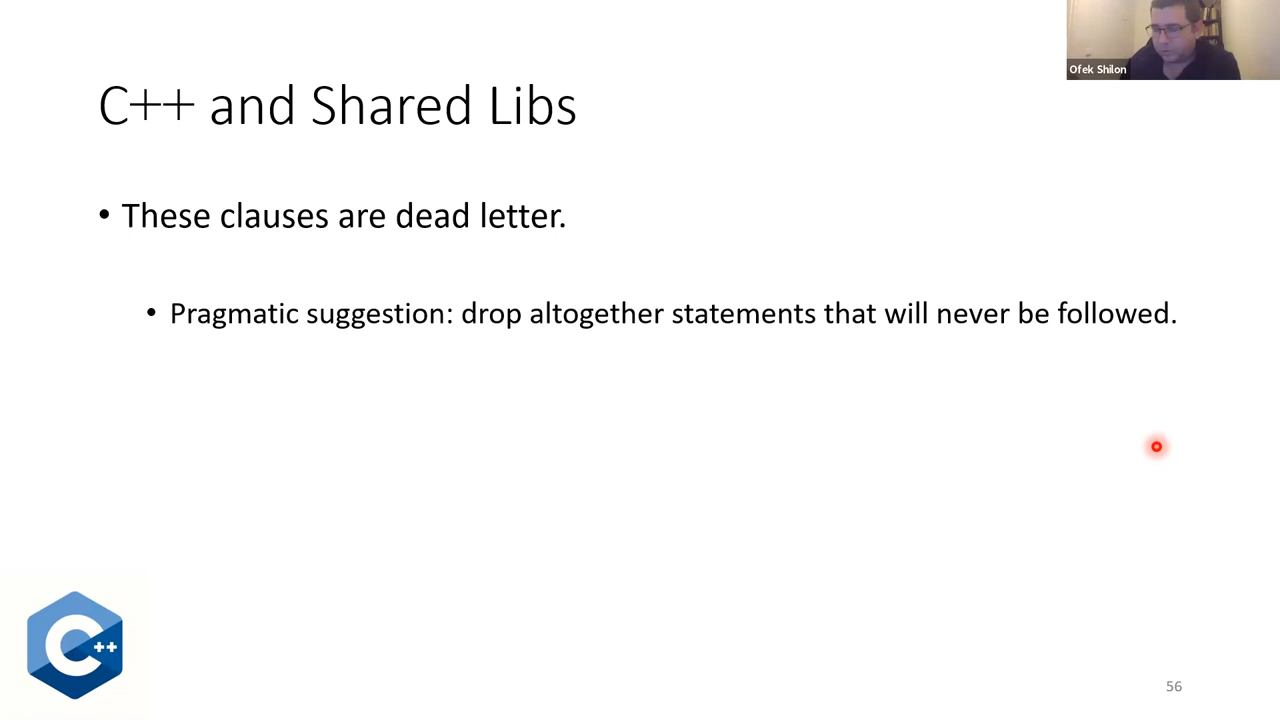 Ofek Shilon
C++ and Shared Libs
• These clauses are dead letter.
• Pragmatic suggestion: drop altogether statements that will never be followed.
C++
56